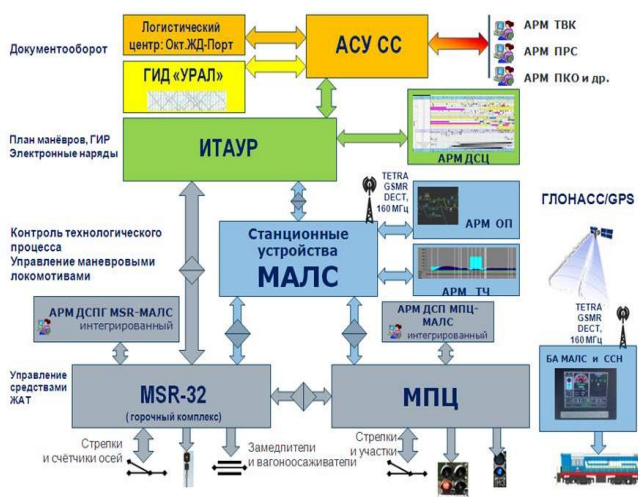 Документооборот
Логистический
центр: Окт.ЖД-Порт
ГИД «УРАЛ»
АСУ СС
АРМ ТВК
АРМ ПРС
АРМ ПКО и др.
План манёвров, ГИР
Электронные наряды
ИТАУР
АРМ ДСЦ
TETRA
GSMR
DECT,
160 МГц
АРМ ОП
ГЛОНАСС/GPS
Контроль технологического
процесса
Управление маневровыми
локомотивами
Станционные
устройства
МАЛС
АРМ ТЧ
АРМ ДСПГ MSR-МАЛС
интегрированный
АРМ ДСП МПЦ-
МАЛС
интегрированный
TETRA
GSMR
DECT,
160 МГц
БА МАЛС и ССН
Управление
средствами
ЖАТ
MSR-32
(горочный комплекс)
МПЦ
Стрелки
и счётчики осей
Замедлители
и вагоноосаживатели
Стрелки
и участки